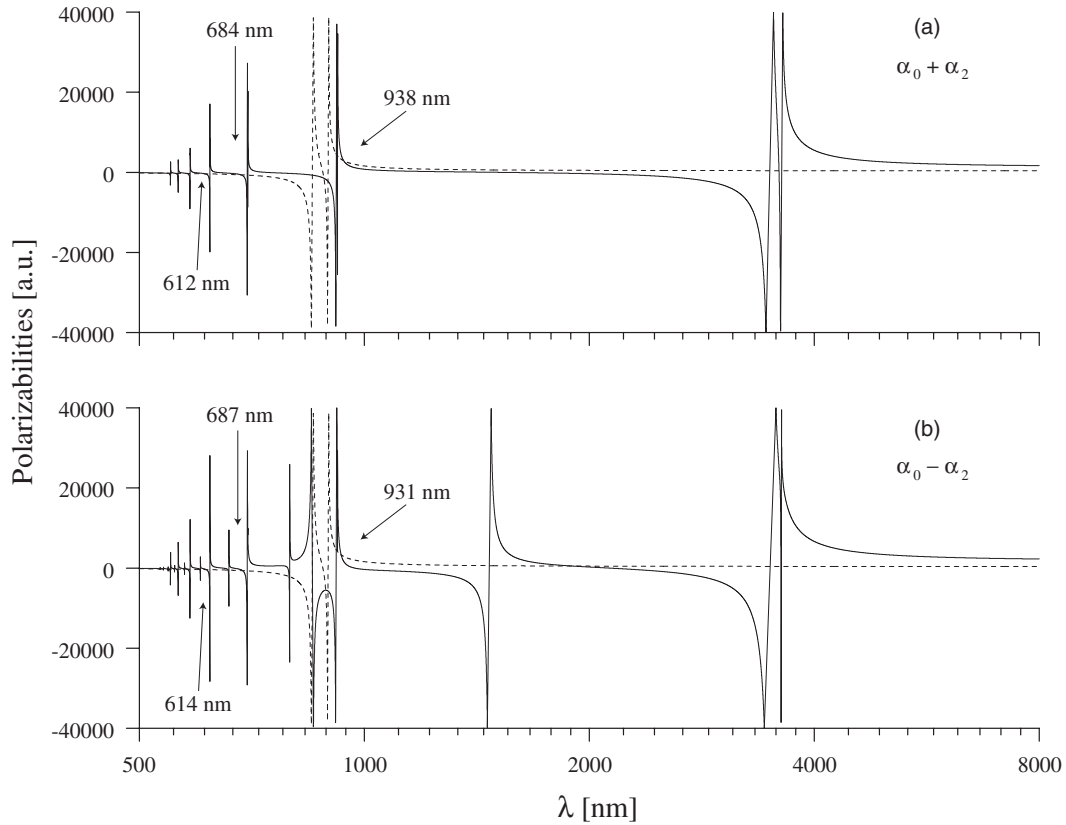 40000
20000
0
-20000
-40000
684 nm
938 nm
612 nm
(a)
α₀ + α₂
Polarizabilities [a.u.]
40000
20000
0
-20000
-40000
687 nm
931 nm
614 nm
(b)
α₀ − α₂
500
1000
2000
4000
8000
λ [nm]